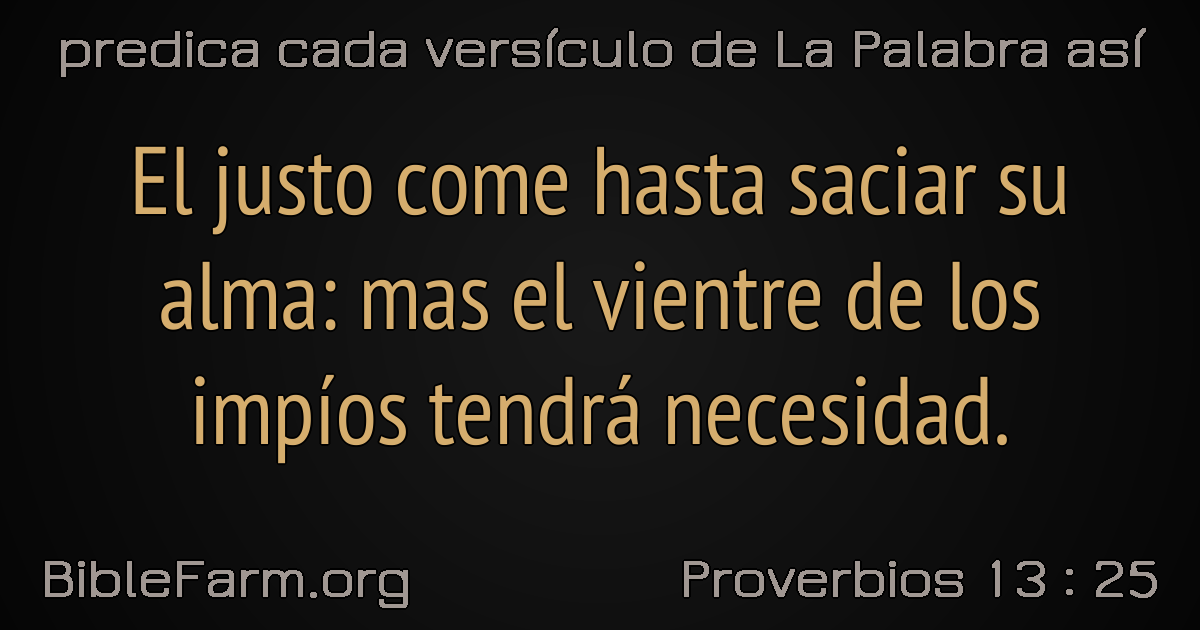 predica cada versículo de La Palabra así
El justo come hasta saciar su
alma: mas el vientre de los
impíos tendrá necesidad.
BibleFarm.org
Proverbios 13 : 25